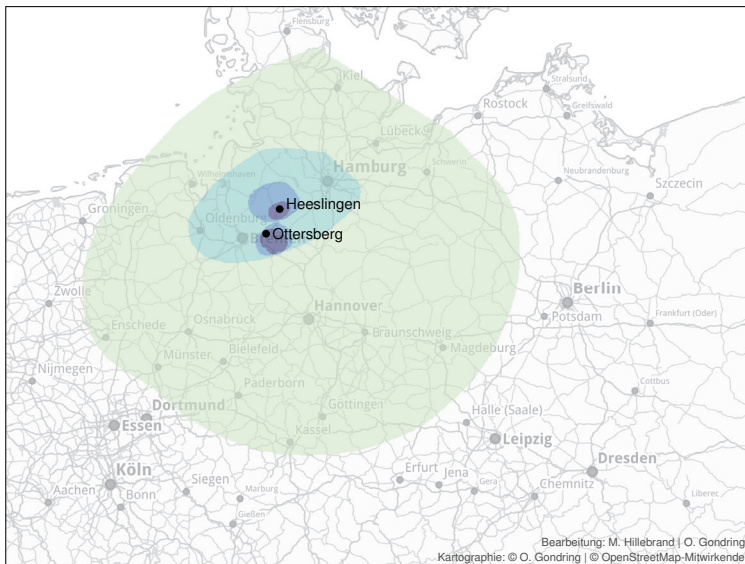 Flensburg
Kiel
Stralsund
Rostock
Greifswald
Lübeck
Schwerin
Hamburg
Wilhelmshaven
Neubrandenburg
Szczecin
Heeslingen
Groningen
Oldenburg
Bremen
Ottersberg
Zwolle
Berlin
Hannover
Potsdam
Frankfurt (Oder)
Enschede
Osnabrück
Braunschweig
Bielefeld
Magdeburg
Münster
Nijmegen
Paderborn
Cottbus
Dortmund
Göttingen
Halle (Saale)
Essen
Kassel
Leipzig
Dresden
Köln
Siegen
Erfurt
Jena
Gera
Chemnitz
Aachen
Bonn
Marburg
Liberec
Gießen
Bearbeitung: M. Hillebrand | O. Gondring
Kartographie: © O. Gondring | © OpenStreetMap-Mitwirkende